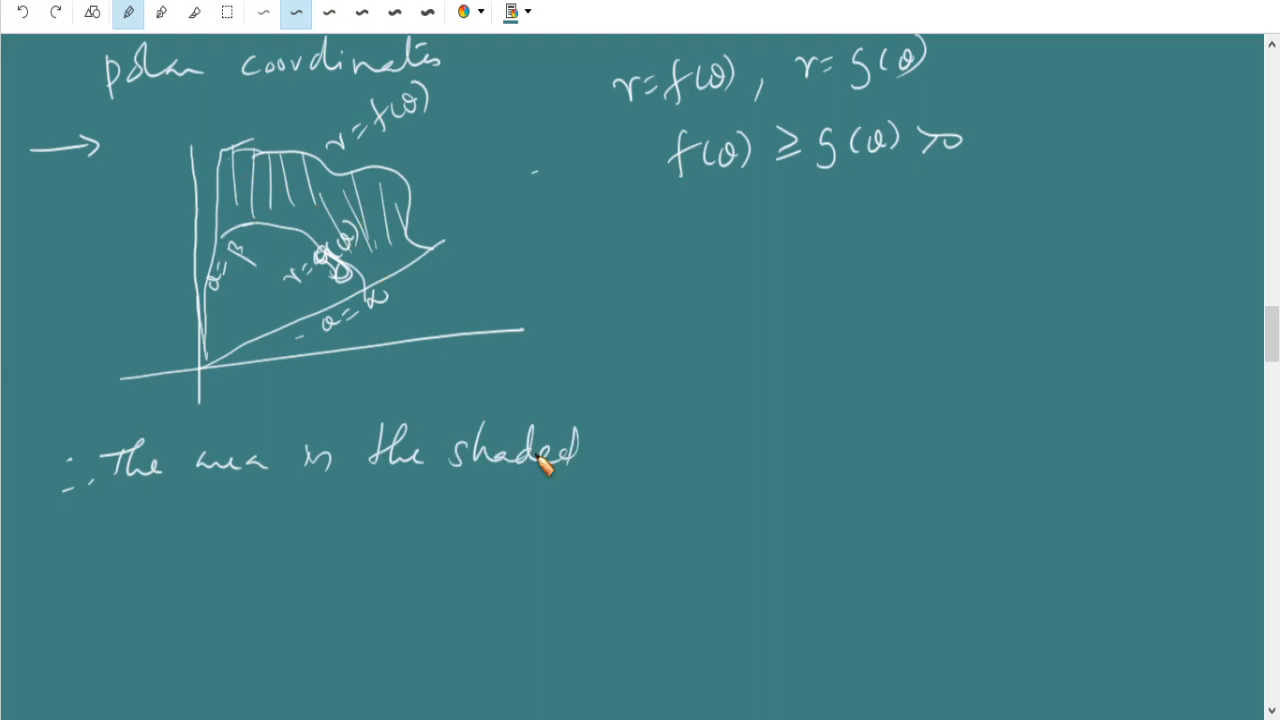 polar coordinates
r = f(θ), r = g(θ)
f(θ) ≥ g(θ) > 0
r = f(θ)
θ = β
r = g(θ)
θ = α
∴ The area in the shaded